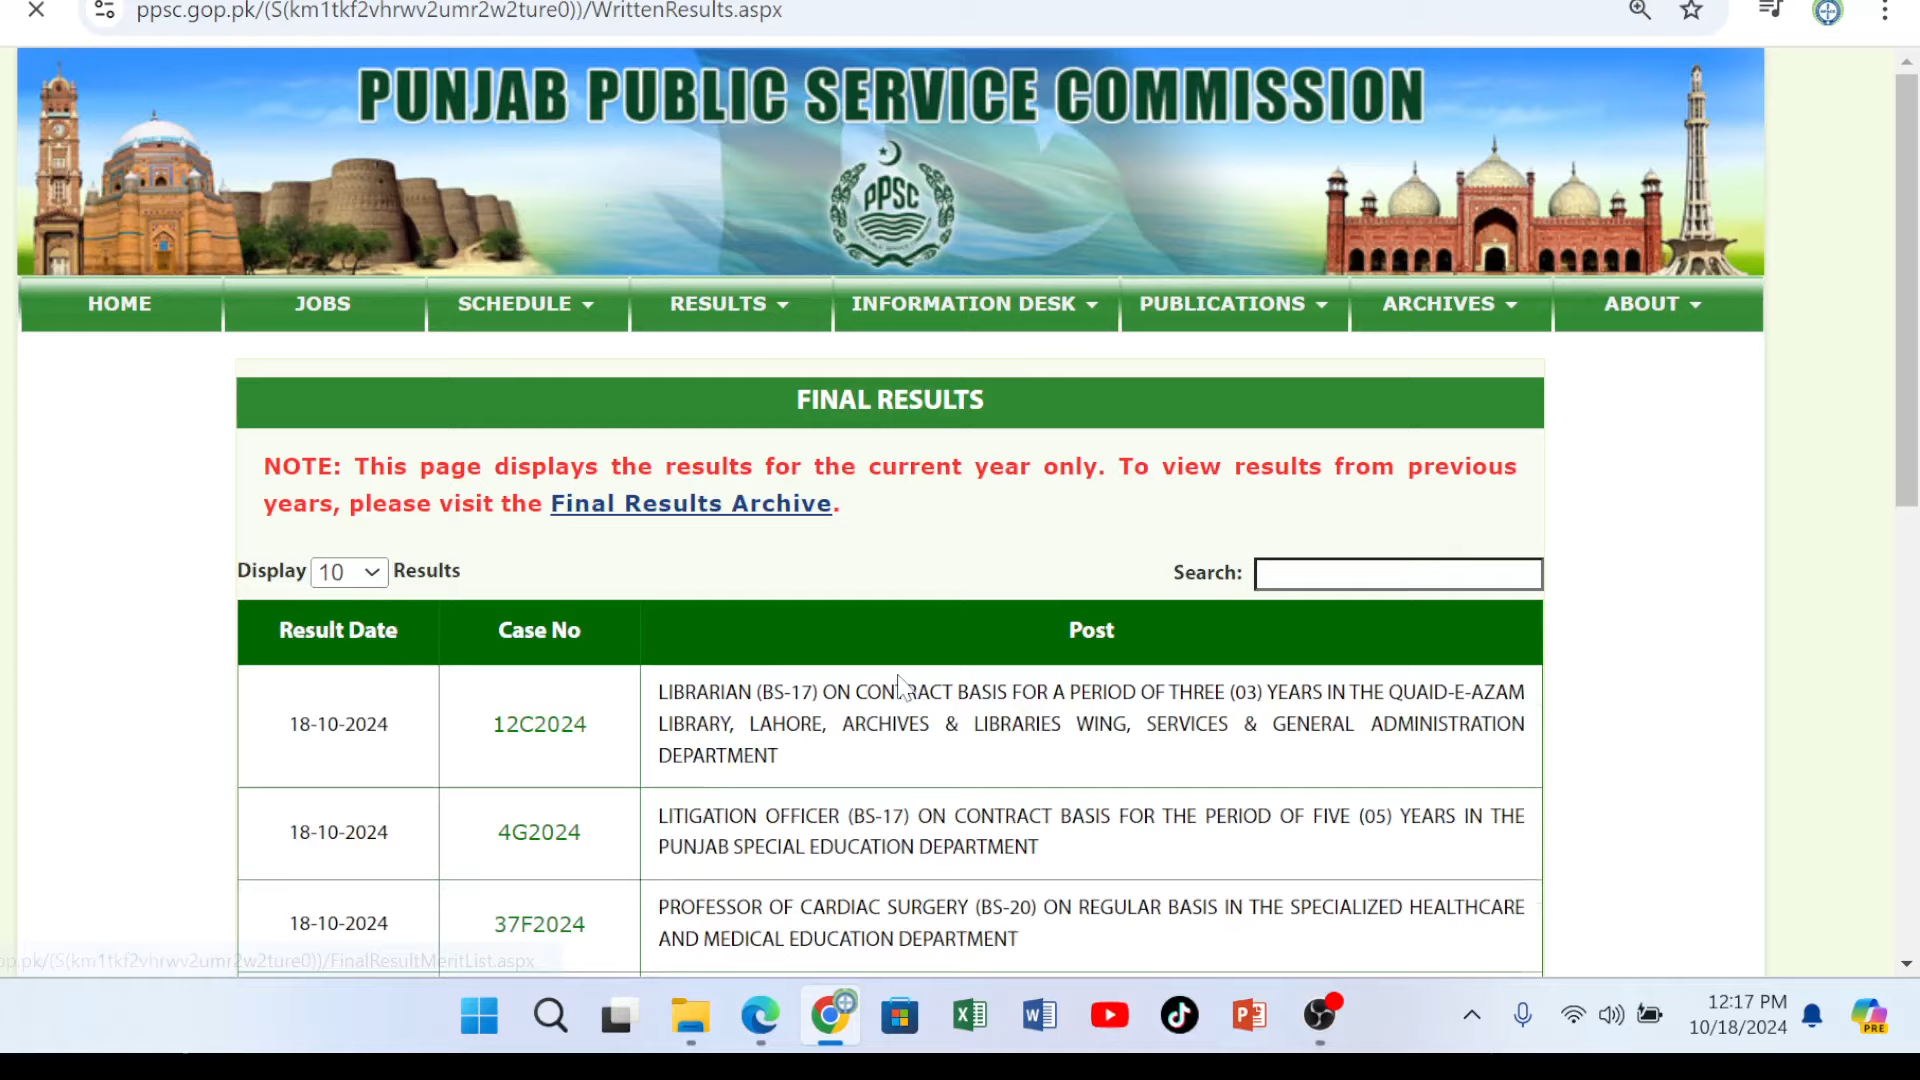 ppsc.gop.pk/(S(km1tkf2vhrwv2umr2w2ture0))/WrittenResults.aspx
PUNJAB PUBLIC SERVICE COMMISSION
PPSC
HOME
JOBS
SCHEDULE
RESULTS
INFORMATION DESK
PUBLICATIONS
ARCHIVES
ABOUT
FINAL RESULTS
NOTE: This page displays the results for the current year only. To view results from previous
years, please visit the Final Results Archive.
Display 10 Results
Search:
Result Date
Case No
Post
18-10-2024
12C2024
LIBRARIAN (BS-17) ON CONTRACT BASIS FOR A PERIOD OF THREE (03) YEARS IN THE QUAID-E-AZAM
LIBRARY, LAHORE, ARCHIVES & LIBRARIES WING, SERVICES & GENERAL ADMINISTRATION
DEPARTMENT
18-10-2024
4G2024
LITIGATION OFFICER (BS-17) ON CONTRACT BASIS FOR THE PERIOD OF FIVE (05) YEARS IN THE
PUNJAB SPECIAL EDUCATION DEPARTMENT
18-10-2024
37F2024
PROFESSOR OF CARDIAC SURGERY (BS-20) ON REGULAR BASIS IN THE SPECIALIZED HEALTHCARE
AND MEDICAL EDUCATION DEPARTMENT
op.pk/(S(km1tkf2vhrwv2umr2w2ture0))/FinalResultMeritList.aspx
12:17 PM
10/18/2024
PRE